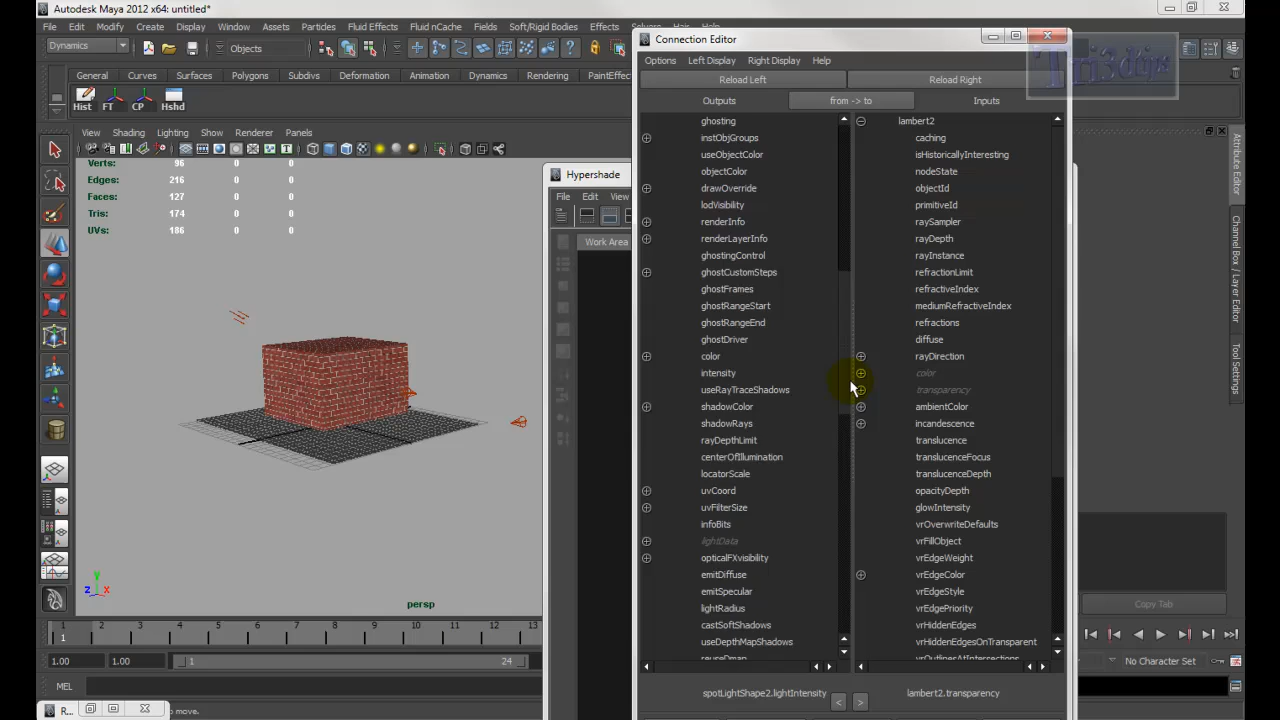 Autodesk Maya 2012 x64: untitled*
File Edit Modify Create Display Window Assets Particles Fluid Effects Fluid nCache Fields Soft/Rigid Bodies Effects
Dynamics Objects
General Curves Surfaces Polygons Subdivs Deformation Animation Dynamics Rendering PaintEffect
Hist FT CP Hshd
View Shading Lighting Show Renderer Panels
Verts: 96 0 0
Edges: 216 0 0
Faces: 127 0 0
Tris: 174 0 0
UVs: 186 0 0
persp
Hypershade
File Edit View
Work Area
Connection Editor
Options Left Display Right Display Help
Reload Left Reload Right
Outputs from -> to Inputs
ghosting
instObjGroups
useObjectColor
objectColor
drawOverride
lodVisibility
renderInfo
renderLayerInfo
ghostingControl
ghostCustomSteps
ghostFrames
ghostRangeStart
ghostRangeEnd
ghostDriver
color
intensity
useRayTraceShadows
shadowColor
shadowRays
rayDepthLimit
centerOfIllumination
locatorScale
uvCoord
uvFilterSize
infoBits
lightData
opticalFXvisibility
emitDiffuse
emitSpecular
lightRadius
castSoftShadows
useDepthMapShadows
reuseDmap
lambert2
caching
isHistoricallyInteresting
nodeState
objectId
primitiveId
raySampler
rayDepth
rayInstance
refractionLimit
refractiveIndex
mediumRefractiveIndex
refractions
diffuse
rayDirection
color
transparency
ambientColor
incandescence
translucence
translucenceFocus
translucenceDepth
opacityDepth
glowIntensity
vrOverwriteDefaults
vrFillObject
vrEdgeWeight
vrEdgeColor
vrEdgeStyle
vrEdgePriority
vrHiddenEdges
vrHiddenEdgesOnTransparent
vrOutlinesAtIntersections
spotLightShape2.lightIntensity < > lambert2.transparency
Tri3dtips
Attribute Editor
Channel Box / Layer Editor
Tool Settings
Copy Tab
1 2 3 4 5 6 7 8 9 10 11 12 13
1
1.00 1.00 1 24
No Character Set
MEL
R... to move.